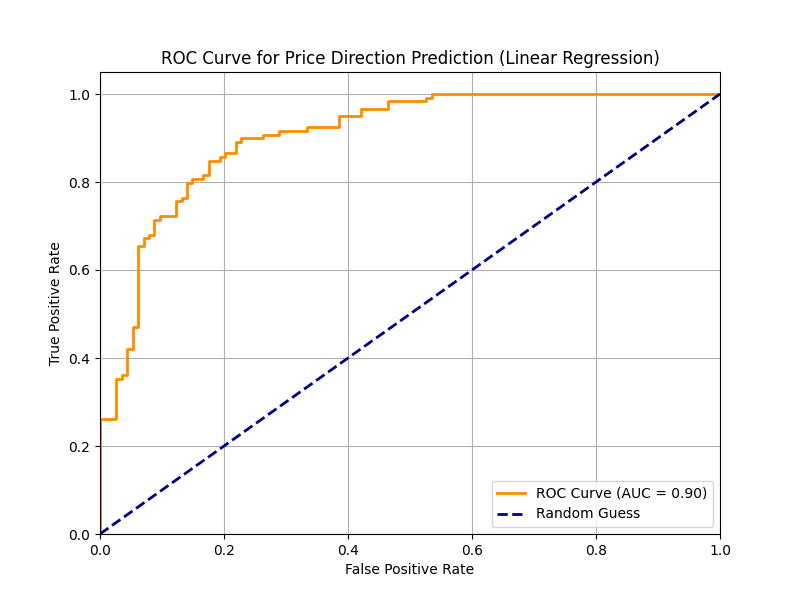 ROC Curve for Price Direction Prediction (Linear Regression)
True Positive Rate
1.0
0.8
0.6
0.4
0.2
0.0
ROC Curve (AUC = 0.90)
Random Guess
0.0 0.2 0.4 0.6 0.8 1.0
False Positive Rate